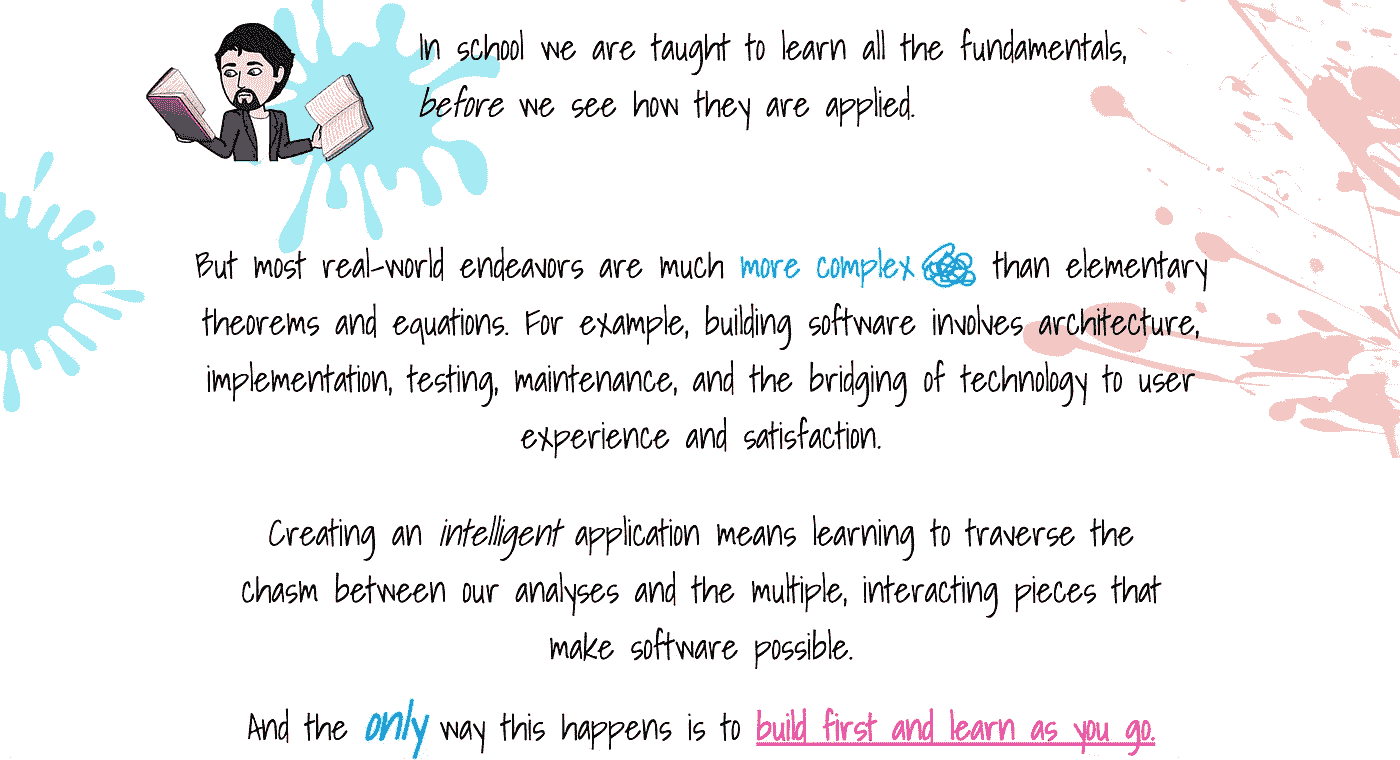 In school we are taught to learn all the fundamentals,
before we see how they are applied.
But most real-world endeavors are much more complex than elementary
theorems and equations. For example, building software involves architecture,
implementation, testing, maintenance, and the bridging of technology to user
experience and satisfaction.
Creating an intelligent application means learning to traverse the
chasm between our analyses and the multiple, interacting pieces that
make software possible.
And the only way this happens is to build first and learn as you go.